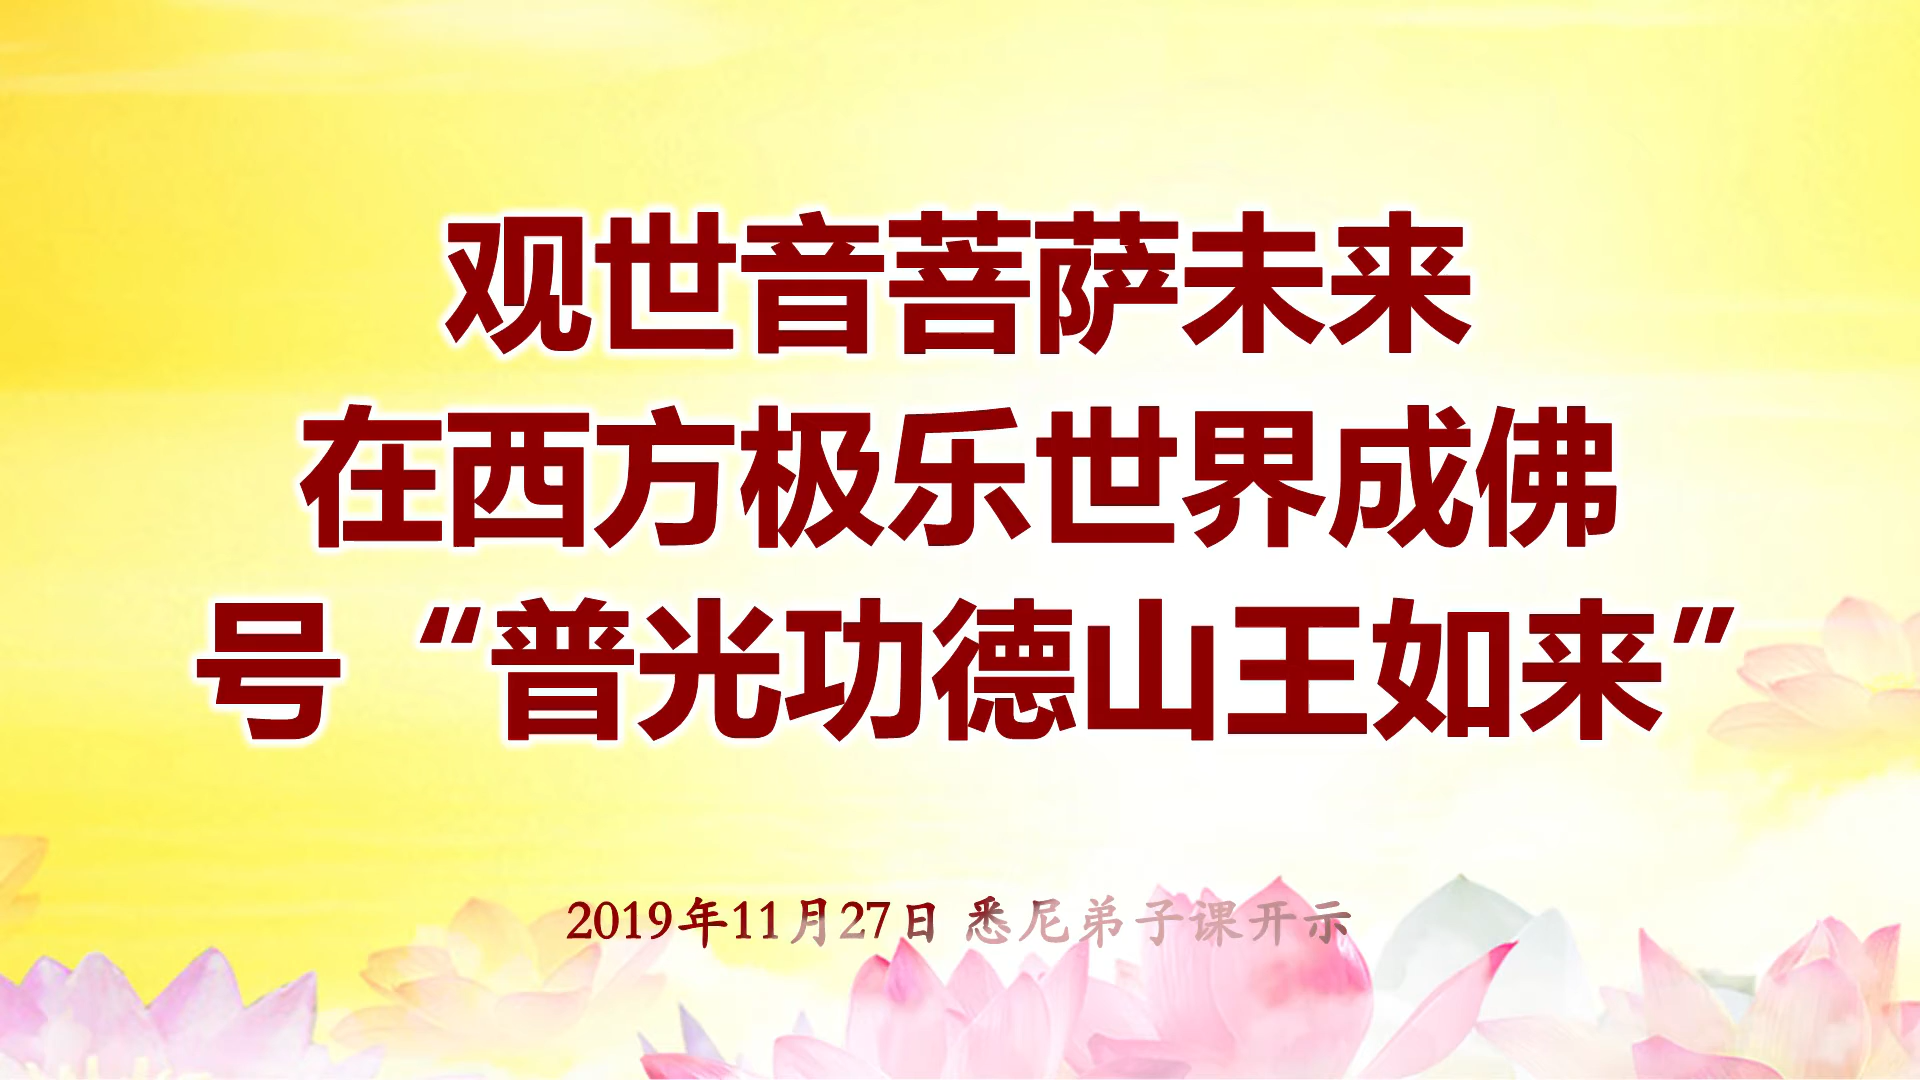 观世音菩萨未来
在西方极乐世界成佛
号“普光功德山王如来”
2019年11月27日 悉尼弟子课开示